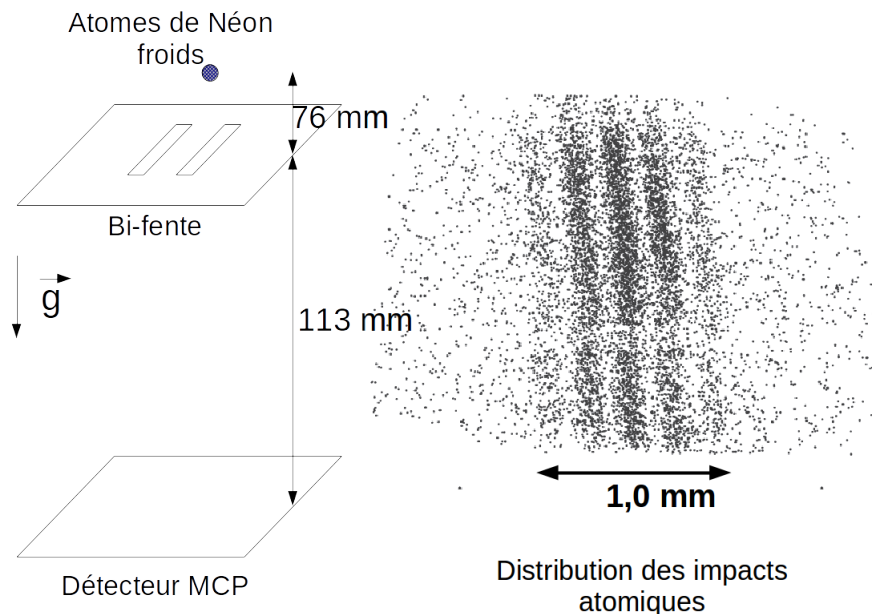 Atomes de Néon
froids
76 mm
Bi-fente
g
113 mm
Détecteur MCP
1,0 mm
Distribution des impacts
atomiques